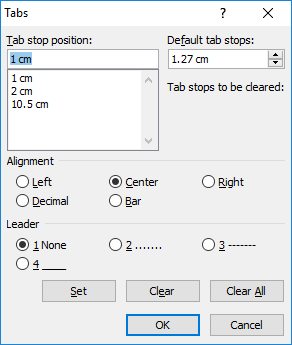 Tabs ? ×
Tab stop position: Default tab stops:
1 cm 1.27 cm
1 cm Tab stops to be cleared:
2 cm
10.5 cm
Alignment
Left Center Right
Decimal Bar
Leader
1 None 2 ....... 3 -------
4 ____
Set Clear Clear All
OK Cancel